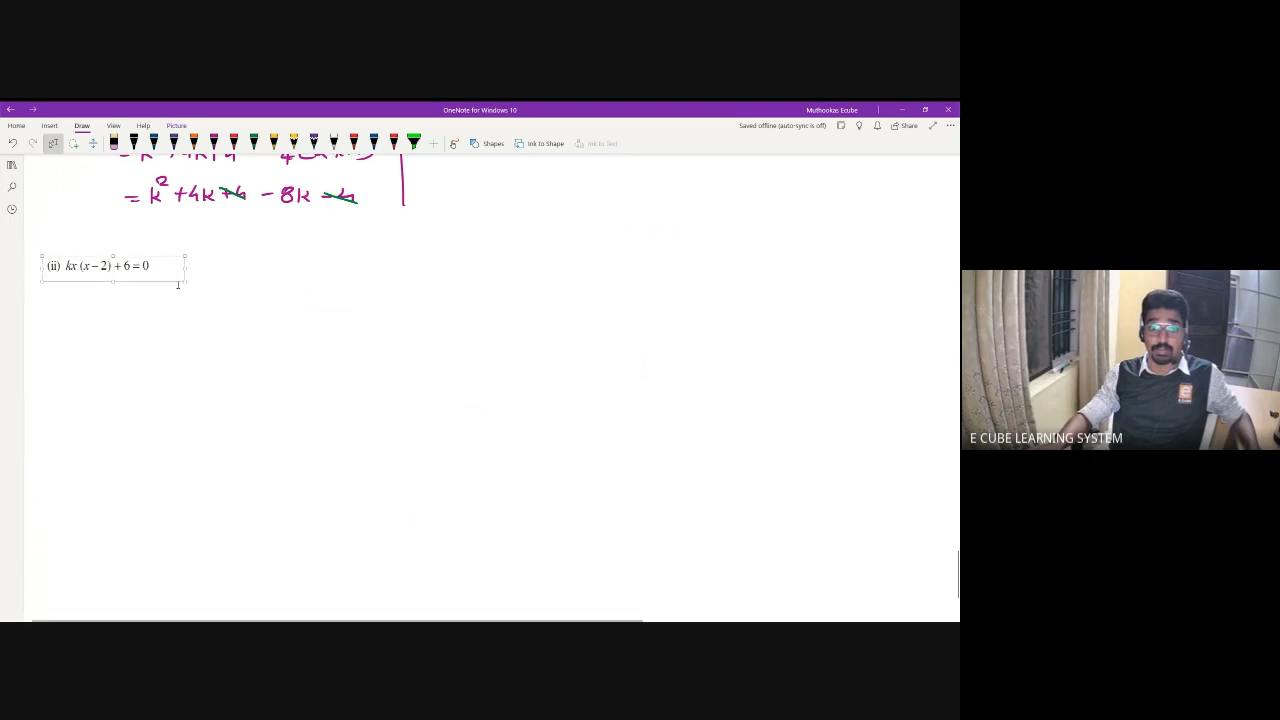 OneNote for Windows 10
Muthookas Ecube
Home Insert Draw View Help Picture
Saved offline (auto-sync is off) Share
Shapes Ink to Shape Ink to Text
= k² + 4k + 4 - 8k - 4
(ii) kx (x – 2) + 6 = 0
E CUBE LEARNING SYSTEM